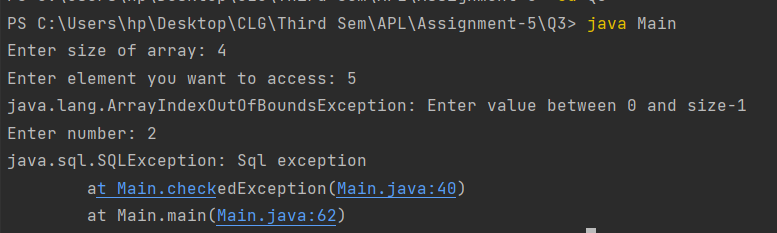 PS C:\Users\hp\Desktop\CLG\Third Sem\APL\Assignment-5\Q3> java Main
Enter size of array: 4
Enter element you want to access: 5
java.lang.ArrayIndexOutOfBoundsException: Enter value between 0 and size-1
Enter number: 2
java.sql.SQLException: Sql exception
at Main.checkedException(Main.java:40)
at Main.main(Main.java:62)